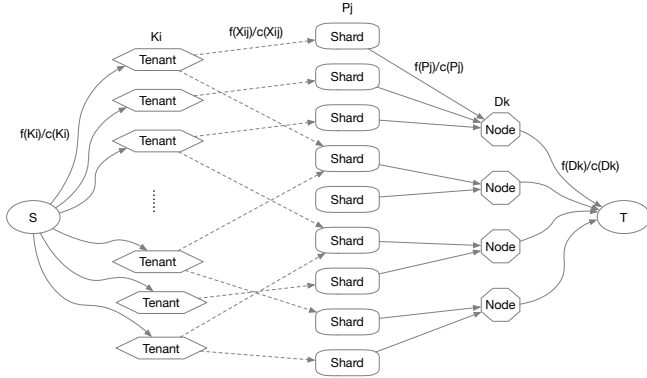 Pj
Ki
f(Xij)/c(Xij)
Shard
Tenant
f(Pj)/c(Pj)
Shard
Tenant
Dk
Shard
Node
f(Ki)/c(Ki)
Tenant
Shard
f(Dk)/c(Dk)
Node
Shard
S
T
Shard
Node
Tenant
Shard
Tenant
Node
Shard
Tenant
Shard